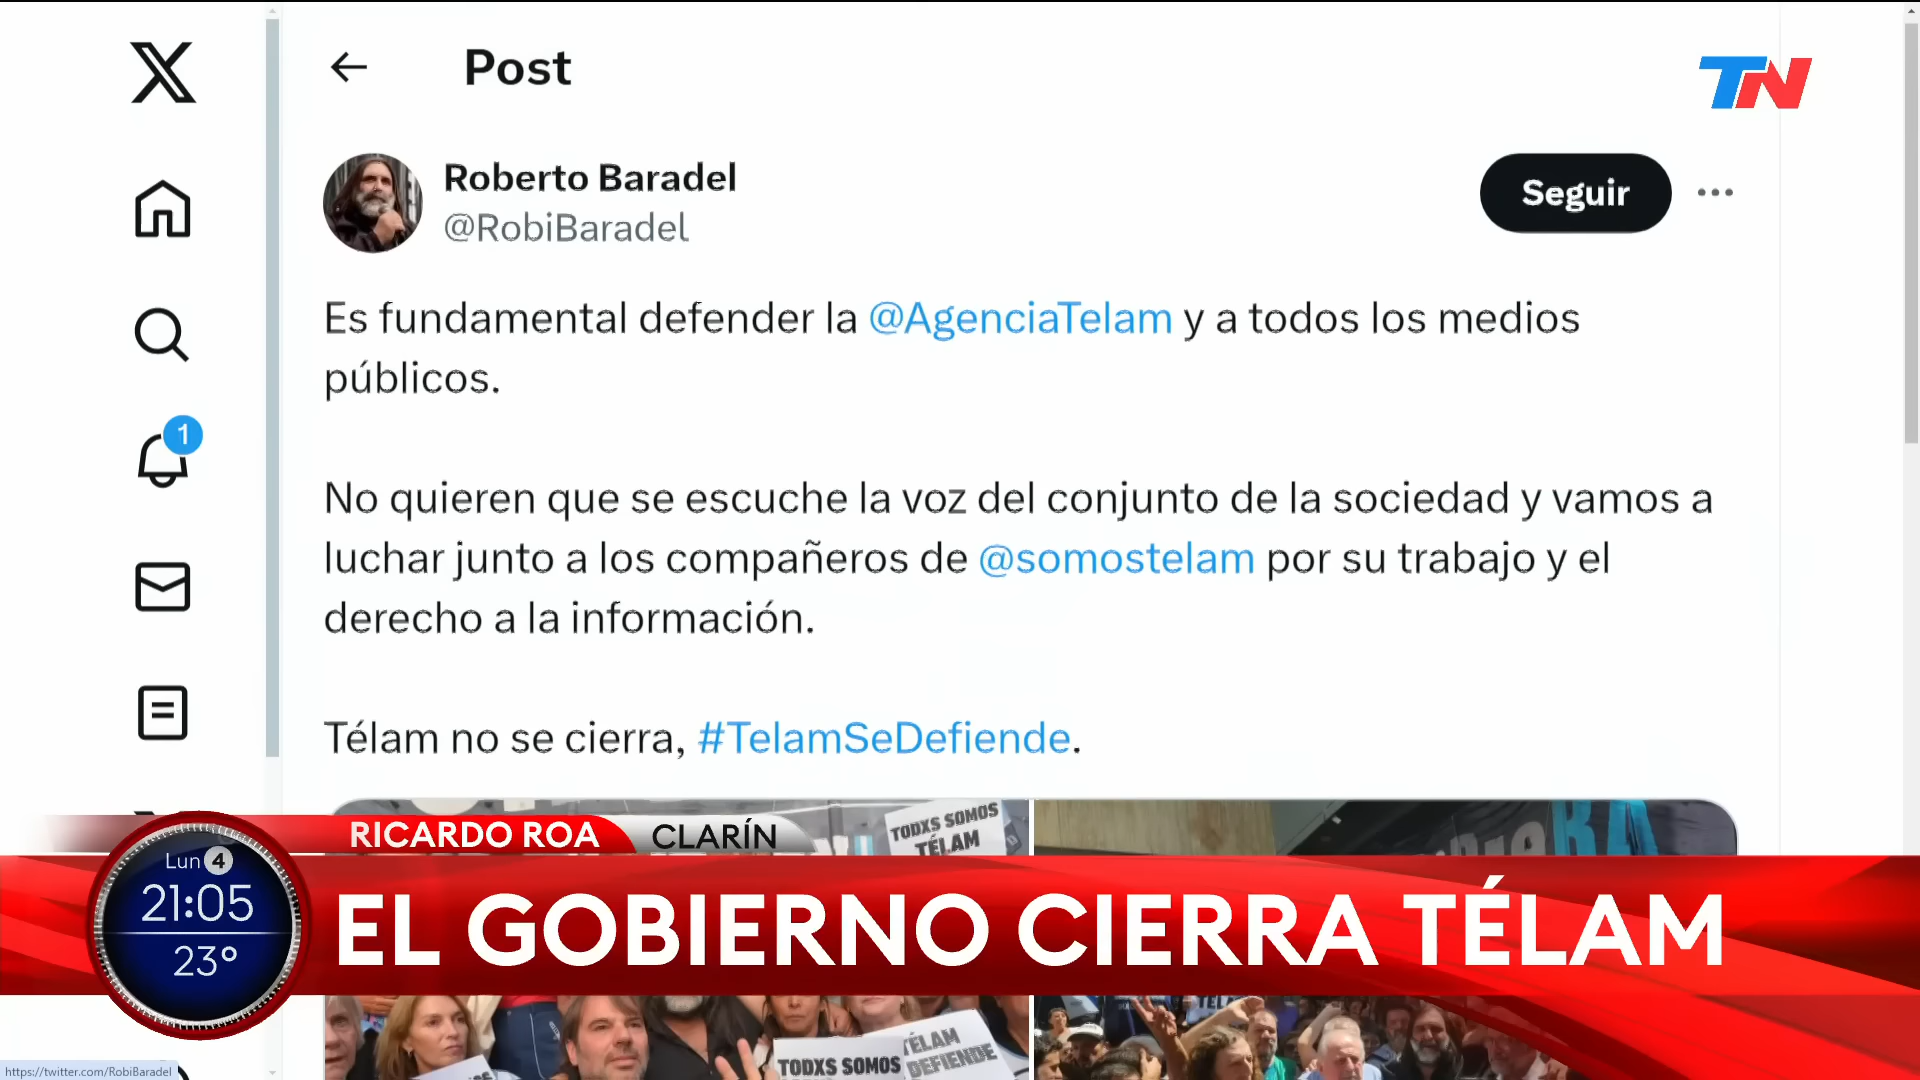 Post
TN
Roberto Baradel
@RobiBaradel
Seguir
Es fundamental defender la @AgenciaTelam y a todos los medios
públicos.
1
No quieren que se escuche la voz del conjunto de la sociedad y vamos a
luchar junto a los compañeros de @somostelam por su trabajo y el
derecho a la información.
Télam no se cierra, #TelamSeDefiende.
TODXS SOMOS
TÉLAM
RICARDO ROA
CLARÍN
Lun 4
21:05
23°
EL GOBIERNO CIERRA TÉLAM
TODXS SOMOS
TÉLAM
DEFIENDE
https://twitter.com/RobiBaradel